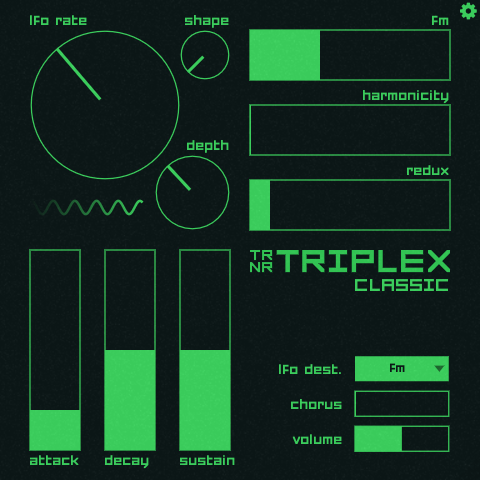 lfo rate
shape
fm
harmonicity
depth
redux
TR
NR
TRIPLEX
CLASSIC
lfo dest.
fm
chorus
volume
attack
decay
sustain